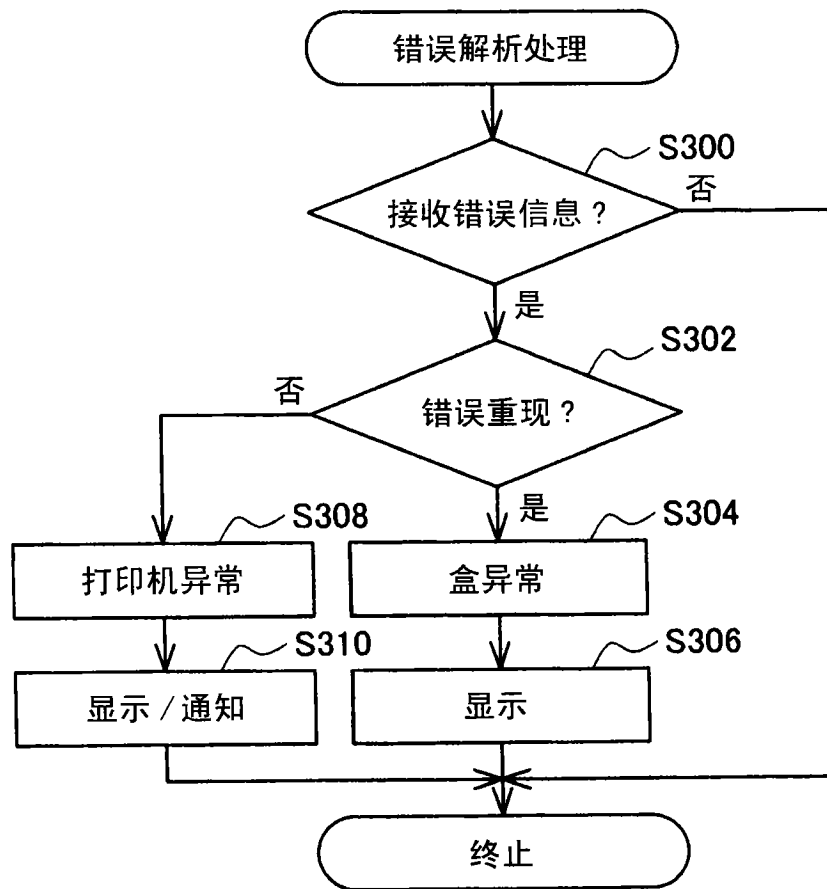 错误解析处理
S300
接收错误信息？
否
是
S302
错误重现？
否
是
S308
S304
打印机异常
盒异常
S310
S306
显示／通知
显示
终止